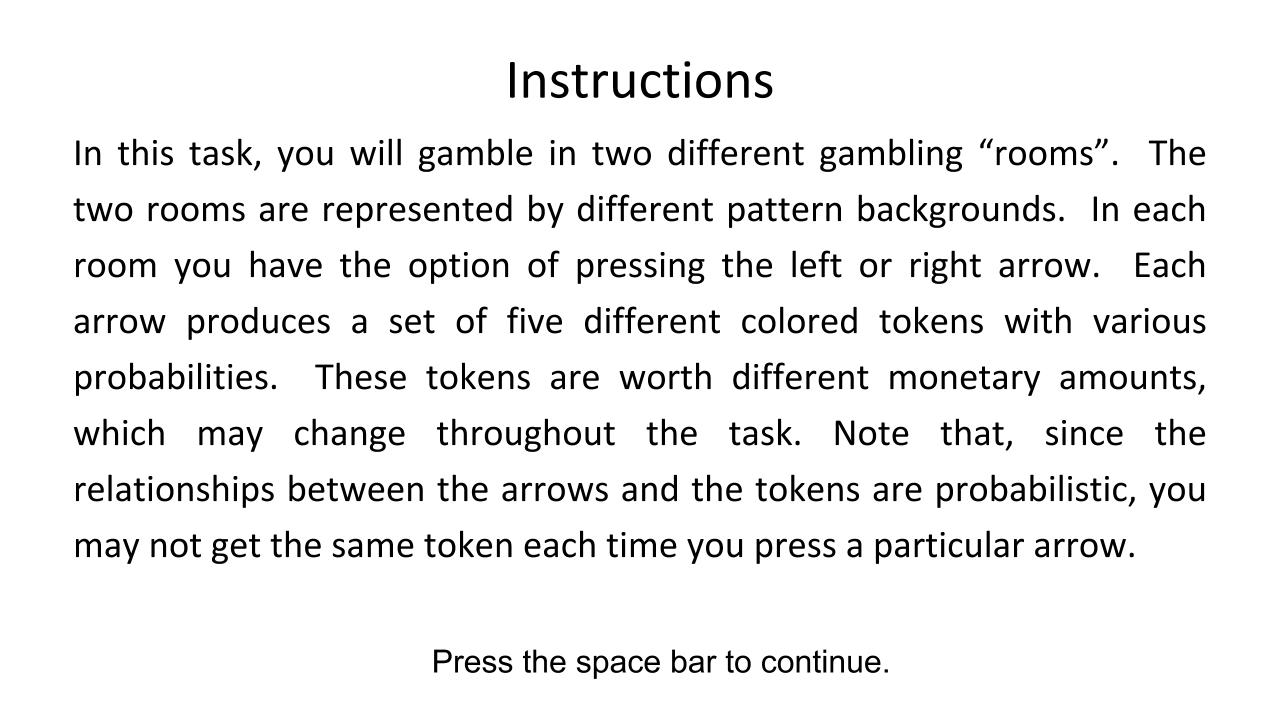 Instructions
In this task, you will gamble in two different gambling “rooms”. The
two rooms are represented by different pattern backgrounds. In each
room you have the option of pressing the left or right arrow. Each
arrow produces a set of five different colored tokens with various
probabilities. These tokens are worth different monetary amounts,
which may change throughout the task. Note that, since the
relationships between the arrows and the tokens are probabilistic, you
may not get the same token each time you press a particular arrow.
Press the space bar to continue.